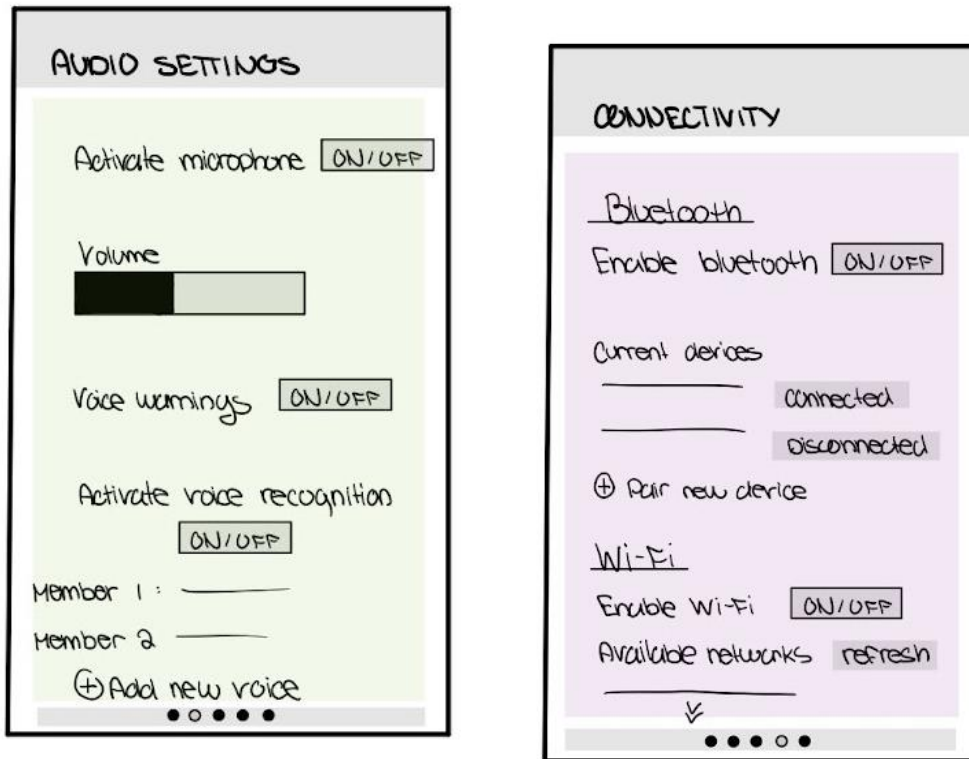 AUDIO SETTINGS
Activate microphone ON/OFF
Volume
Voice warnings ON/OFF
Activate voice recognition
ON/OFF
Member 1 :
Member 2
+ Add new voice
CONNECTIVITY
Bluetooth
Enable bluetooth ON/OFF
Current devices
connected
Disconnected
+ Pair new device
Wi-Fi
Enable Wi-Fi ON/OFF
Available networks refresh